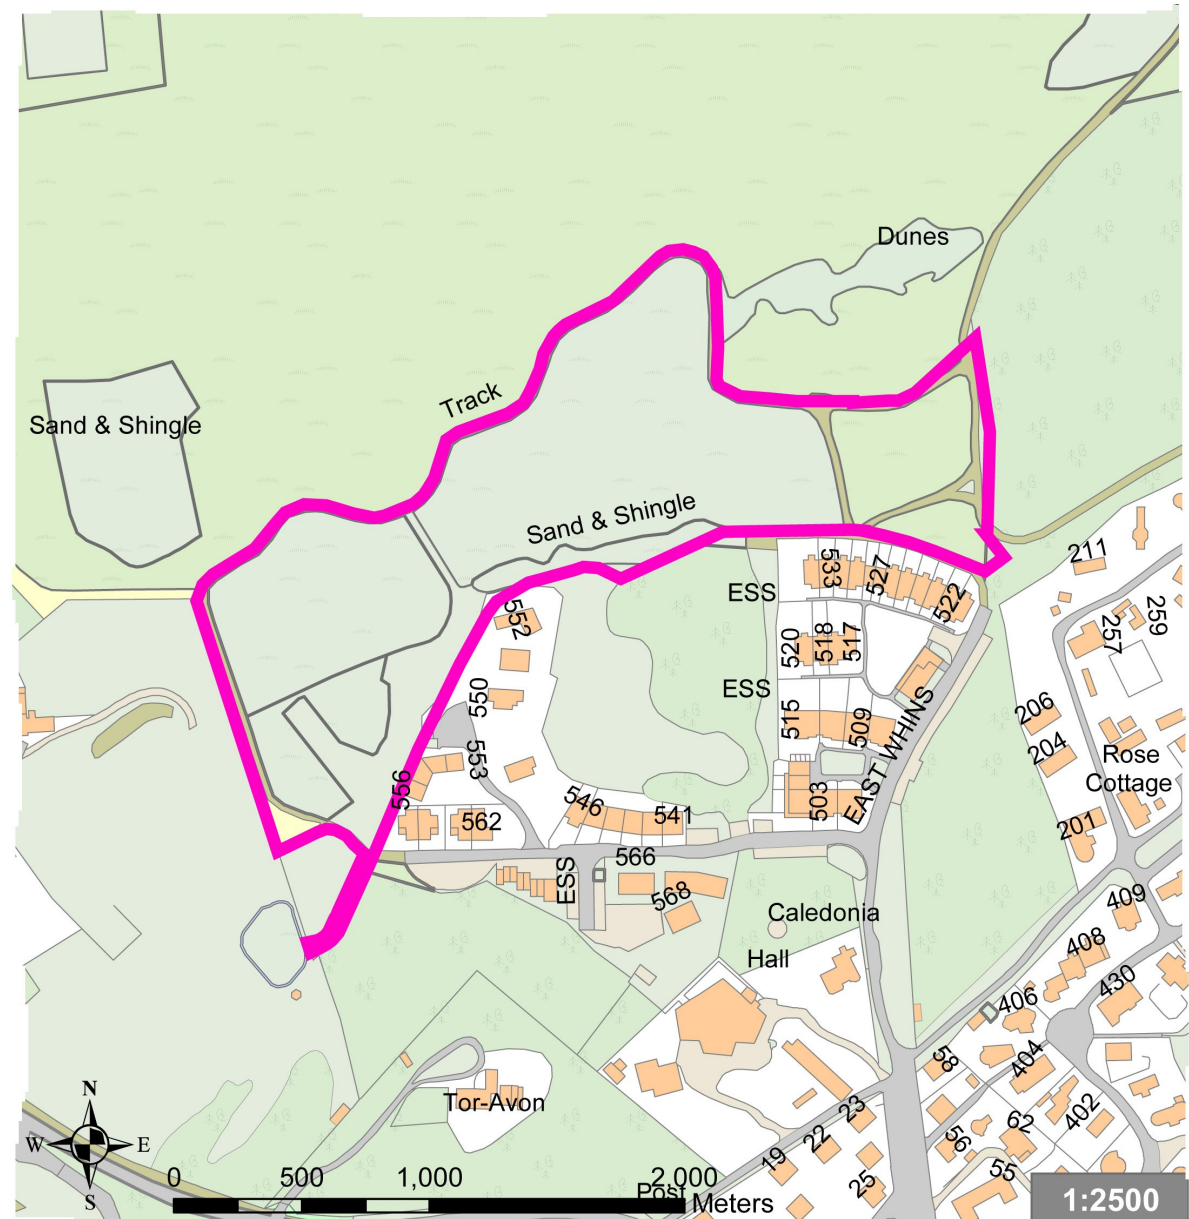 Dunes
Track
Sand & Shingle
Sand & Shingle
211
533
527
522
ESS
552
259
257
520
518
517
ESS
550
206
515
509
204
EAST WHINS
Rose
Cottage
553
556
503
546
541
562
201
566
ESS
568
409
Caledonia
408
Hall
430
406
58
404
Tor-Avon
23
62
402
22
56
19
25
55
N
W
E
S
0
500
1,000
2,000
Post
Meters
1:2500